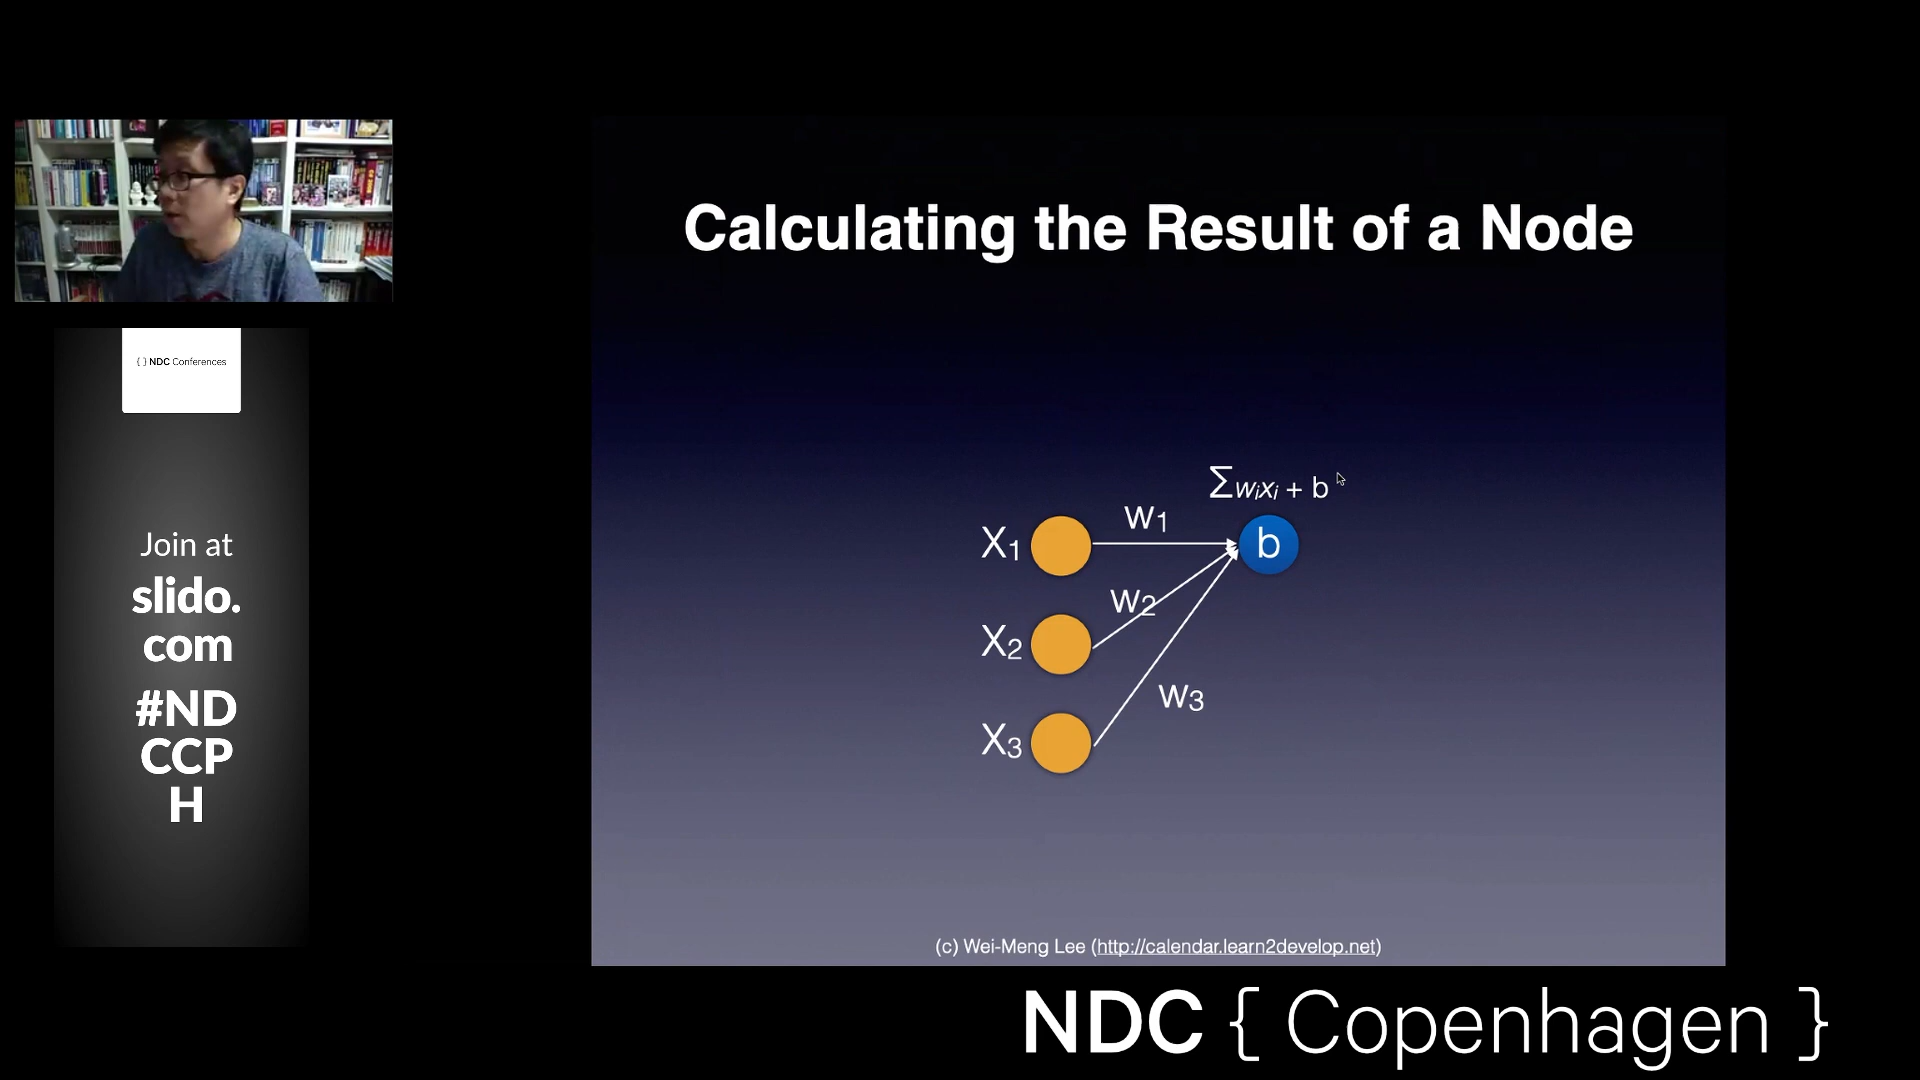 { } NDC Conferences
Join at
slido.
com
#ND
CCP
H
Calculating the Result of a Node
∑wᵢxᵢ + b
W₁
X₁
b
W₂
X₂
W₃
X₃
(c) Wei-Meng Lee (http://calendar.learn2develop.net)
NDC { Copenhagen }